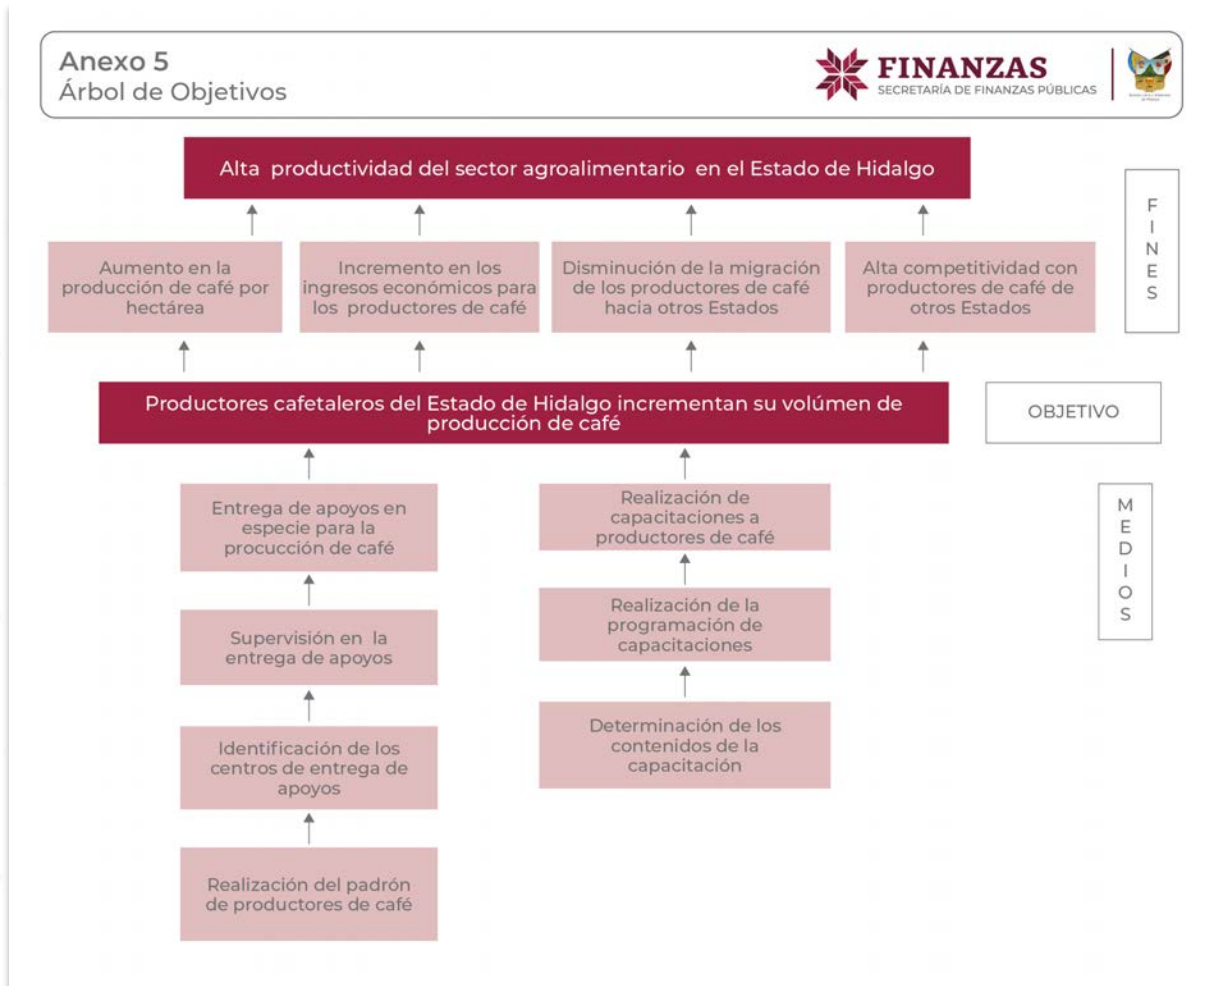 Anexo 5
Árbol de Objetivos
FINANZAS
SECRETARÍA DE FINANZAS PÚBLICAS
Alta productividad del sector agroalimentario en el Estado de Hidalgo
F
I
N
E
S
Aumento en la
producción de café por
hectárea
Incremento en los
ingresos económicos para
los productores de café
Disminución de la migración
de los productores de café
hacia otros Estados
Alta competitividad con
productores de café de
otros Estados
Productores cafetaleros del Estado de Hidalgo incrementan su volúmen de
producción de café
OBJETIVO
M
E
D
I
O
S
Entrega de apoyos en
especie para la
procucción de café
Supervisión en la
entrega de apoyos
Identificación de los
centros de entrega de
apoyos
Realización del padrón
de productores de café
Realización de
capacitaciones a
productores de café
Realización de la
programación de
capacitaciones
Determinación de los
contenidos de la
capacitación